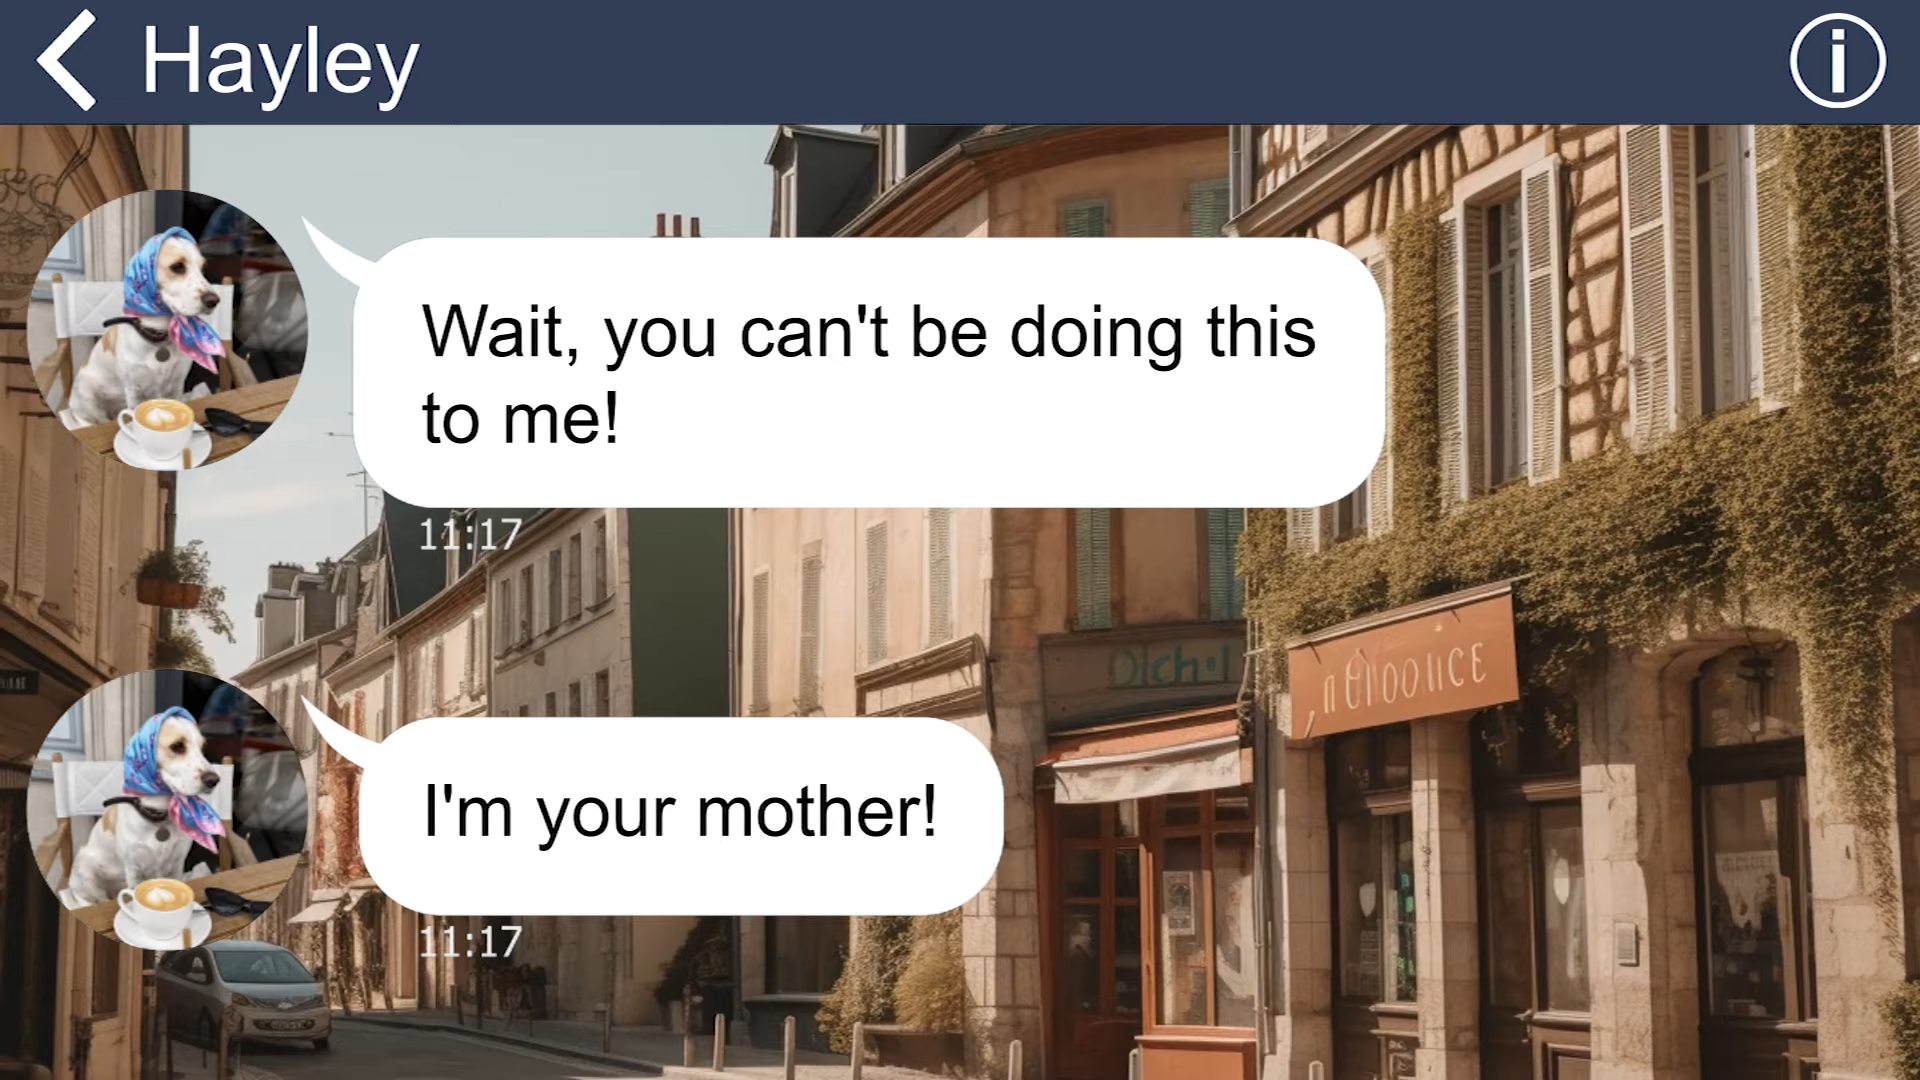 Hayley
Wait, you can't be doing this
to me!
11:17
I'm your mother!
11:17